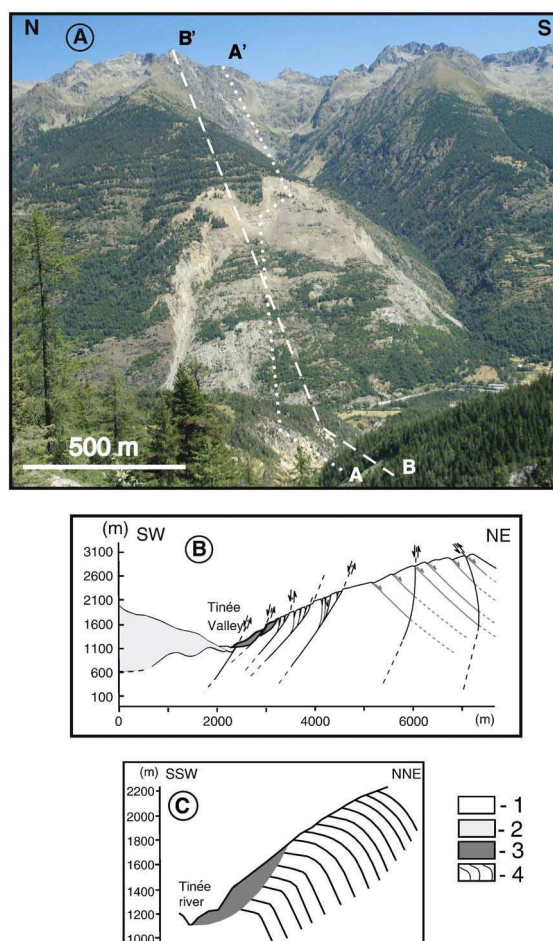 N A S
B' A'
500 m
A B
(m) SW B NE
3100
2600
2100
1600
1100
600
100
Tinée
Valley
0 2000 4000 6000 (m)
(m) SSW C NNE
2200
2000
1800
1600
1400
1200
1000
Tinée
river
- 1
- 2
- 3
- 4